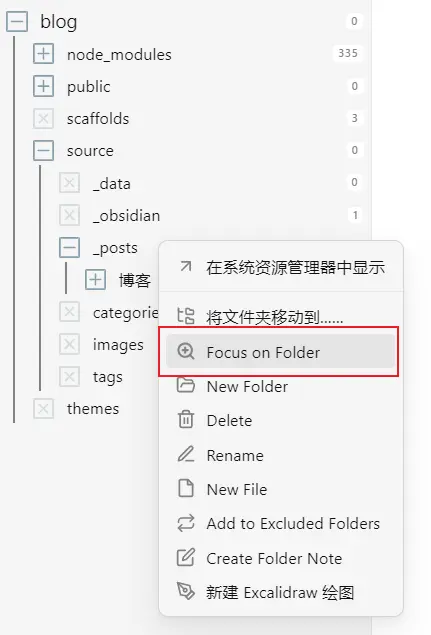 blog 0
node_modules 335
public 0
scaffolds 3
source 0
_data 0
_obsidian 1
_posts
在系统资源管理器中显示
博客
categorie
将文件夹移动到......
images
Focus on Folder
tags
New Folder
themes
Delete
Rename
New File
Add to Excluded Folders
Create Folder Note
新建 Excalidraw 绘图